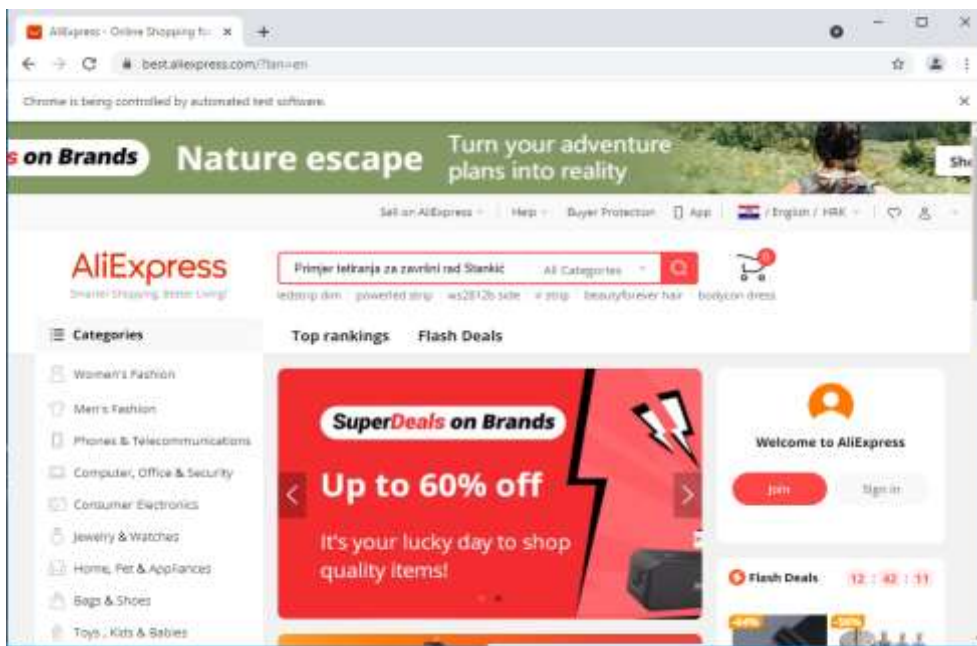 AliExpress - Online Shopping fo
best.aliexpress.com/?lan=en
Chrome is being controlled by automated test software.
s on Brands
Nature escape
Turn your adventure
plans into reality
Sho
Sell on AliExpress
Help
Buyer Protection
App
/ English / HRK
AliExpress
Smarter Shopping, Better Living!
Primjer tetiranja za završni rad Stankić
All Categories
0
ledstrip dim
powerled strip
ws2812b side
beautyforever hair
bodycon dress
Categories
Top rankings
Flash Deals
Women's Fashion
Men's Fashion
Phones & Telecommunications
Computer, Office & Security
Consumer Electronics
Jewelry & Watches
Home, Pet & Appliances
Bags & Shoes
Toys , Kids & Babies
SuperDeals on Brands
Up to 60% off
It's your lucky day to shop
quality items!
Welcome to AliExpress
Join
Sign in
Flash Deals
12 : 42 : 11